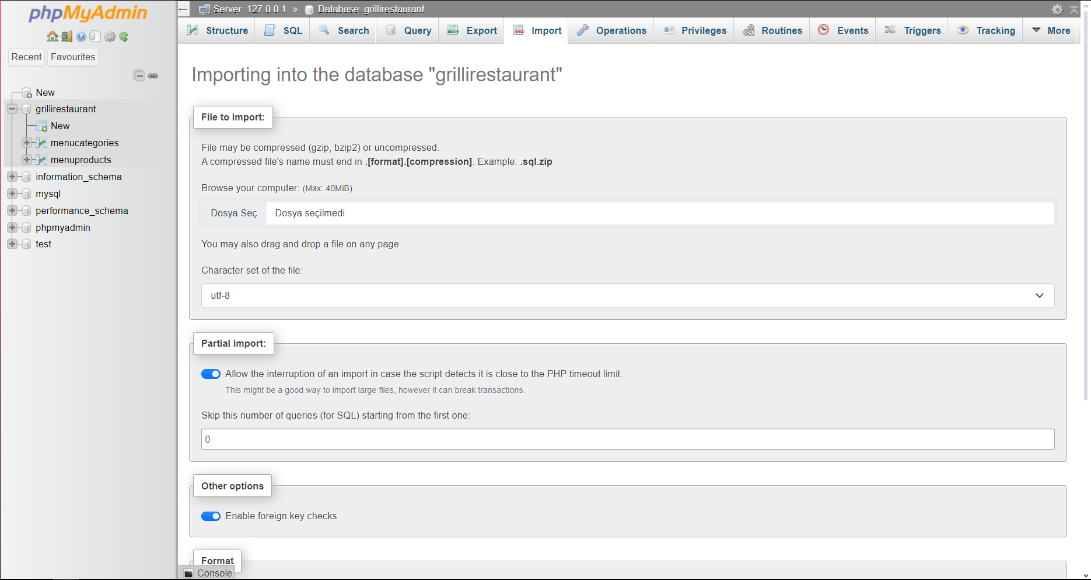 phpMyAdmin
Recent Favourites
New
grillirestaurant
New
menucategories
menuproducts
information_schema
mysql
performance_schema
phpmyadmin
test
Server: 127.0.0.1 » Database: grillirestaurant
Structure SQL Search Query Export Import Operations Privileges Routines Events Triggers Tracking More
Importing into the database "grillirestaurant"
File to import:
File may be compressed (gzip, bzip2) or uncompressed.
A compressed file's name must end in .[format].[compression]. Example: .sql.zip
Browse your computer: (Max: 40MiB)
Dosya Seç Dosya seçilmedi
You may also drag and drop a file on any page.
Character set of the file:
utf-8
Partial import:
Allow the interruption of an import in case the script detects it is close to the PHP timeout limit.
This might be a good way to import large files, however it can break transactions.
Skip this number of queries (for SQL) starting from the first one:
0
Other options
Enable foreign key checks
Format
Console